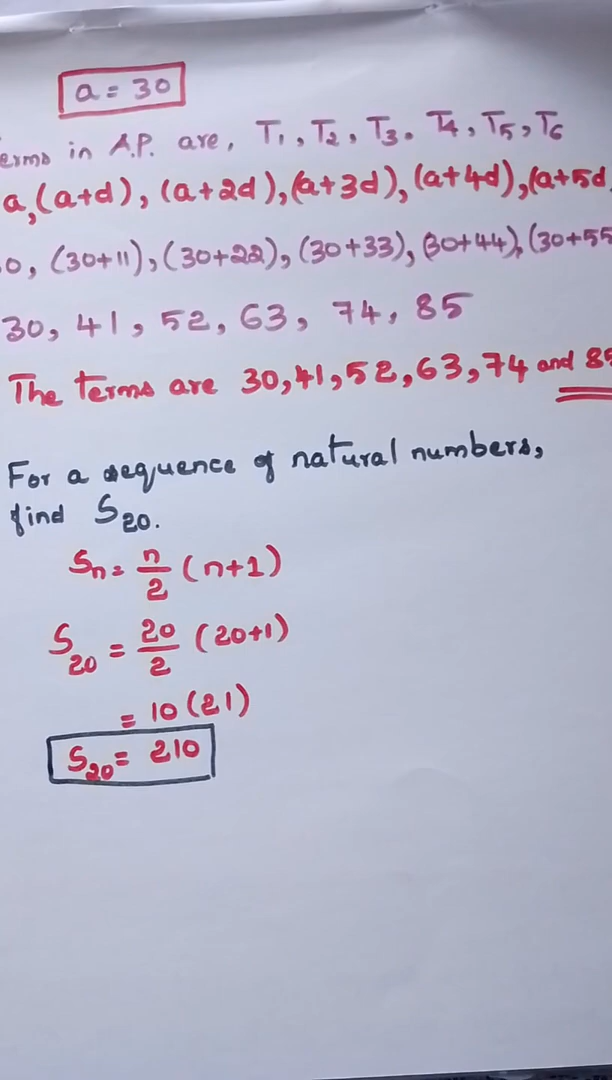 a = 30
erms in A.P. are, T1, T2, T3, T4, T5, T6
a, (a+d), (a+2d), (a+3d), (a+4d), (a+5d
0, (30+11), (30+22), (30+33), (30+44), (30+55
30, 41, 52, 63, 74, 85
The terms are 30, 41, 52, 63, 74 and 85
For a sequence of natural numbers,
find S20.
Sn = n/2 (n+1)
S20 = 20/2 (20+1)
= 10 (21)
S20 = 210